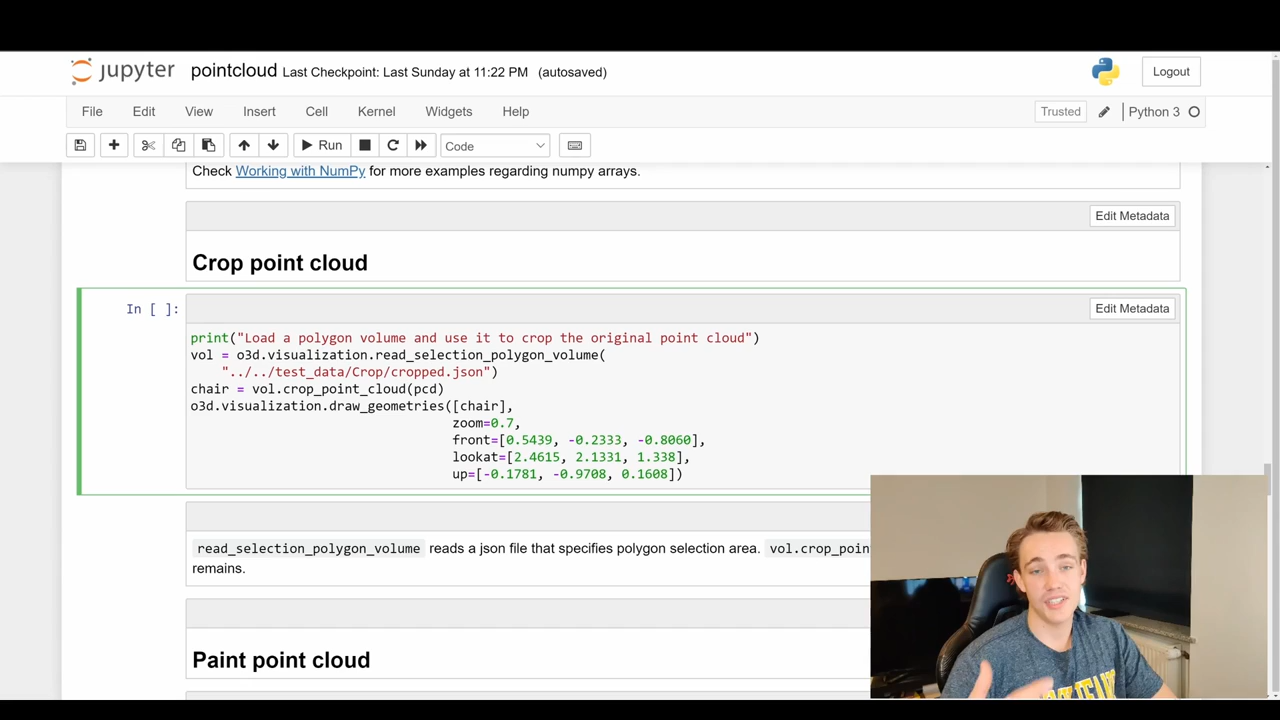 jupyter pointcloud Last Checkpoint: Last Sunday at 11:22 PM (autosaved) Logout
File Edit View Insert Cell Kernel Widgets Help Trusted Python 3
Run Code
Check Working with NumPy for more examples regarding numpy arrays.
Edit Metadata
Crop point cloud
In [ ]:
Edit Metadata
print("Load a polygon volume and use it to crop the original point cloud")
vol = o3d.visualization.read_selection_polygon_volume(
"../../test_data/Crop/cropped.json")
chair = vol.crop_point_cloud(pcd)
o3d.visualization.draw_geometries([chair],
zoom=0.7,
front=[0.5439, -0.2333, -0.8060],
lookat=[2.4615, 2.1331, 1.338],
up=[-0.1781, -0.9708, 0.1608])
read_selection_polygon_volume reads a json file that specifies polygon selection area. vol.crop_poin
remains.
Paint point cloud